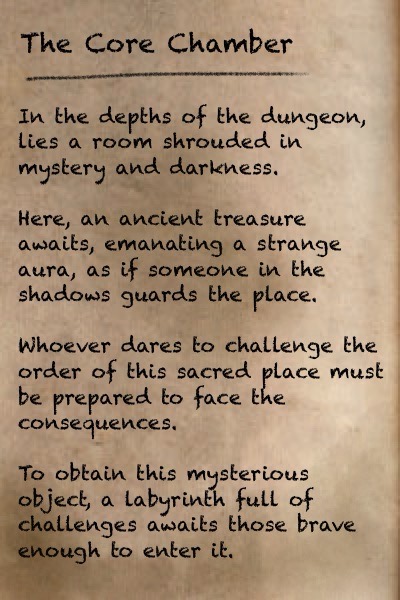 The Core Chamber
In the depths of the dungeon,
lies a room shrouded in
mystery and darkness.
Here, an ancient treasure
awaits, emanating a strange
aura, as if someone in the
shadows guards the place.
Whoever dares to challenge the
order of this sacred place must
be prepared to face the
consequences.
To obtain this mysterious
object, a labyrinth full of
challenges awaits those brave
enough to enter it.